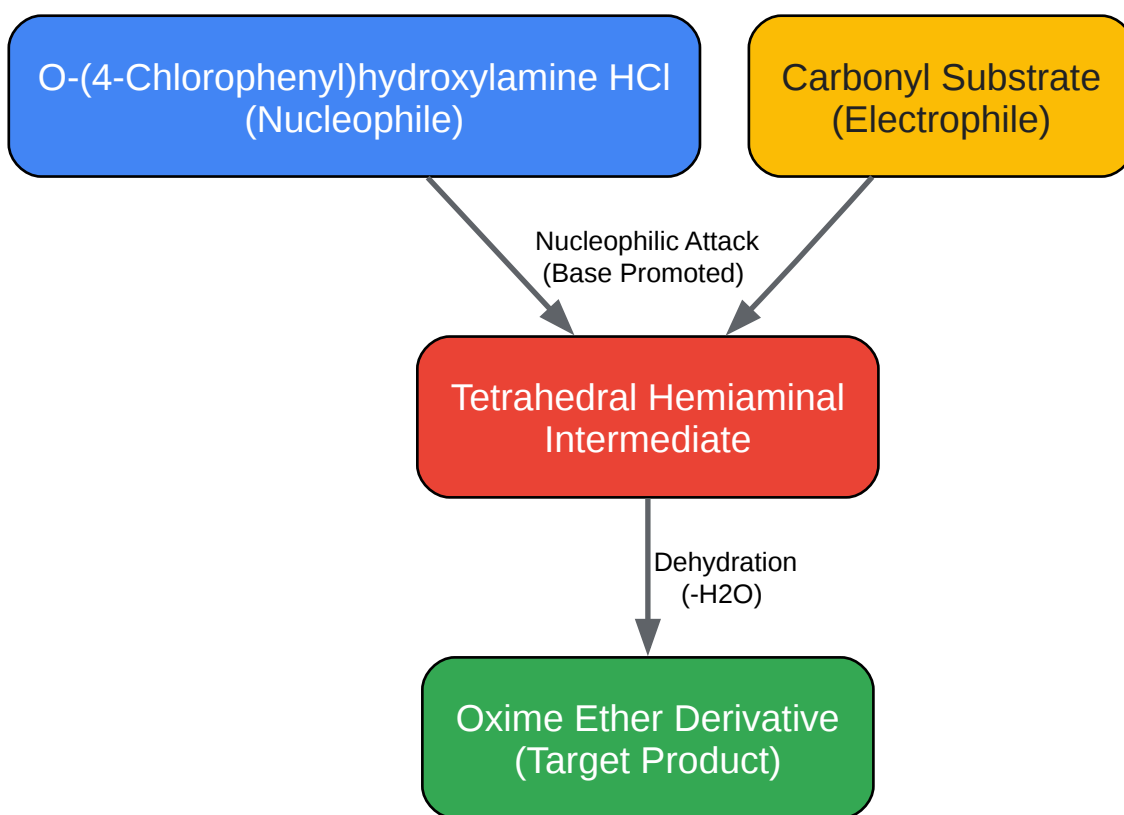 O-(4-Chlorophenyl)hydroxylamine HCl
(Nucleophile)
Carbonyl Substrate
(Electrophile)
Nucleophilic Attack
(Base Promoted)
Tetrahedral Hemiaminal
Intermediate
Dehydration
(-H2O)
Oxime Ether Derivative
(Target Product)